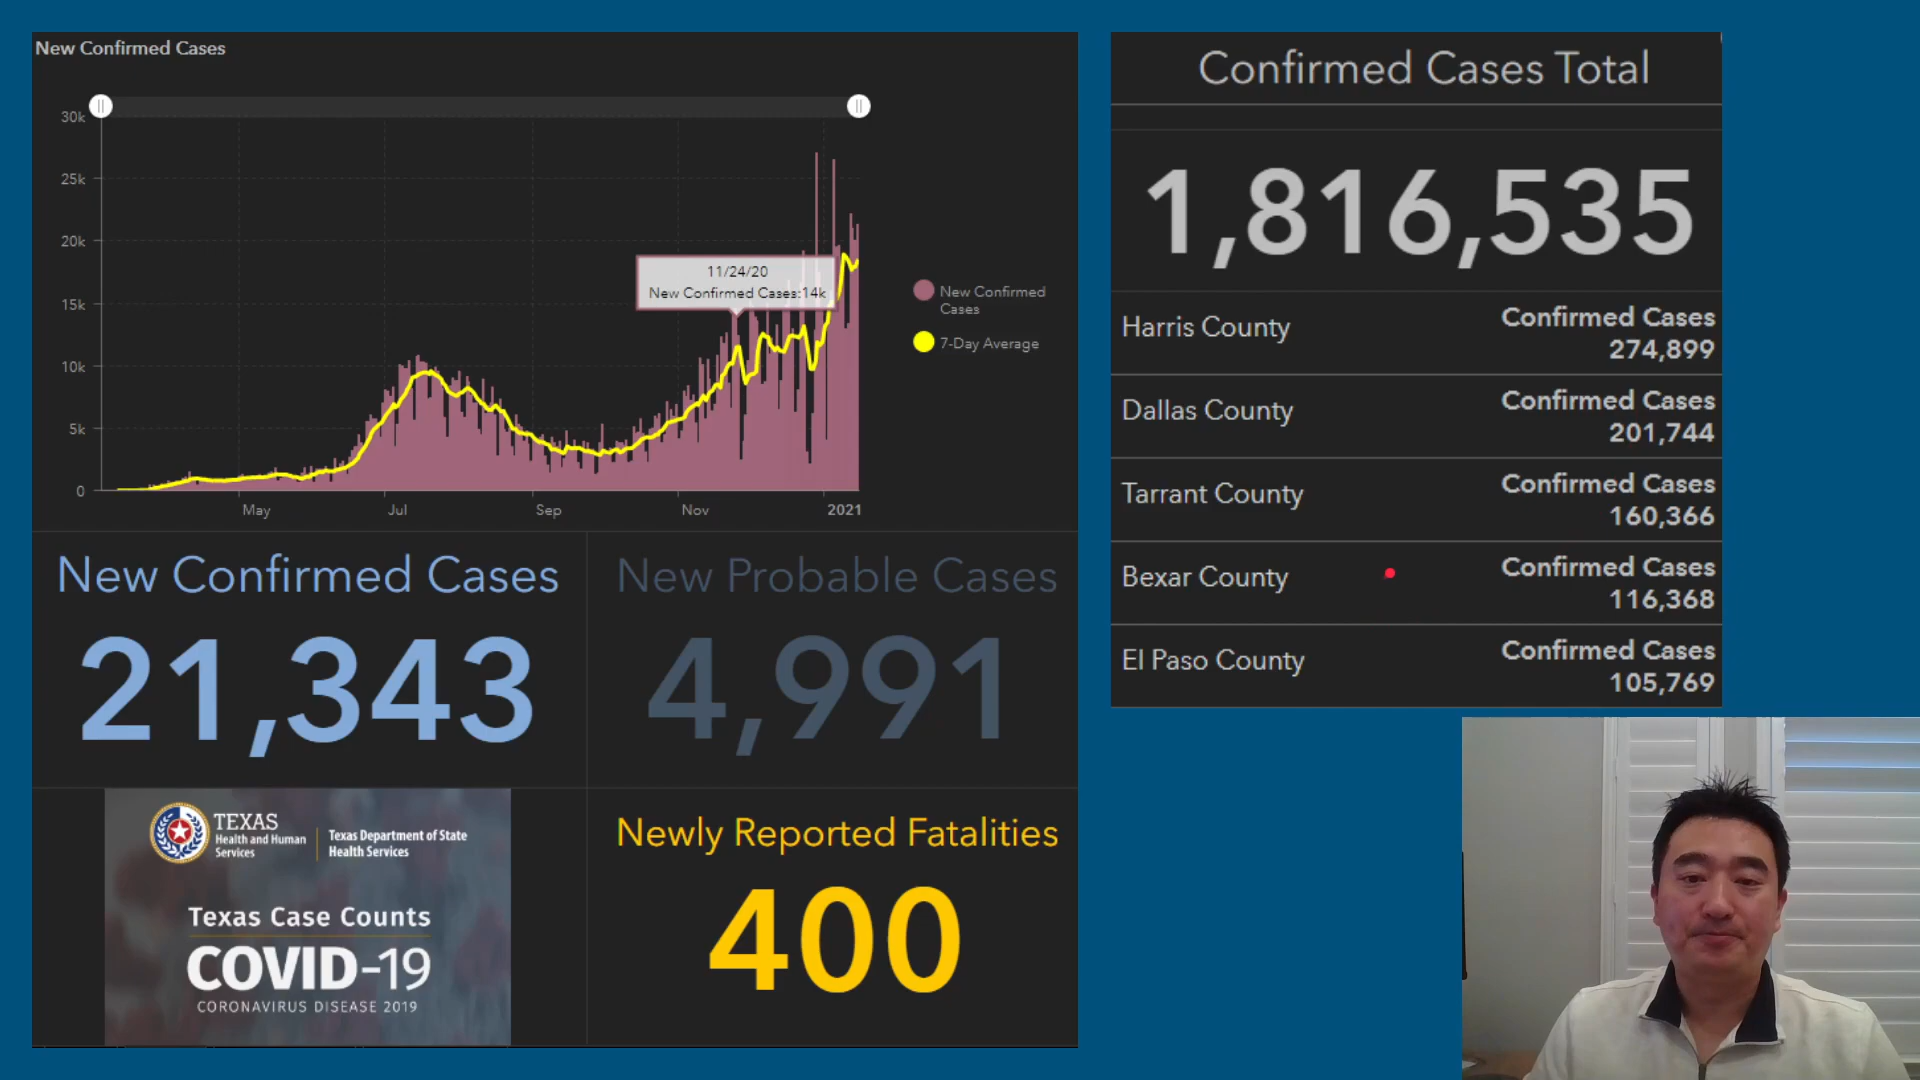 New Confirmed Cases
30k
25k
20k
15k
10k
5k
0
May
Jul
Sep
Nov
2021
11/24/20
New Confirmed Cases:14k
New Confirmed
Cases
7-Day Average
New Confirmed Cases
21,343
New Probable Cases
4,991
TEXAS
Health and Human
Services
Texas Department of State
Health Services
Texas Case Counts
COVID-19
CORONAVIRUS DISEASE 2019
Newly Reported Fatalities
400
Confirmed Cases Total
1,816,535
Harris County
Confirmed Cases
274,899
Dallas County
Confirmed Cases
201,744
Tarrant County
Confirmed Cases
160,366
Bexar County
Confirmed Cases
116,368
El Paso County
Confirmed Cases
105,769